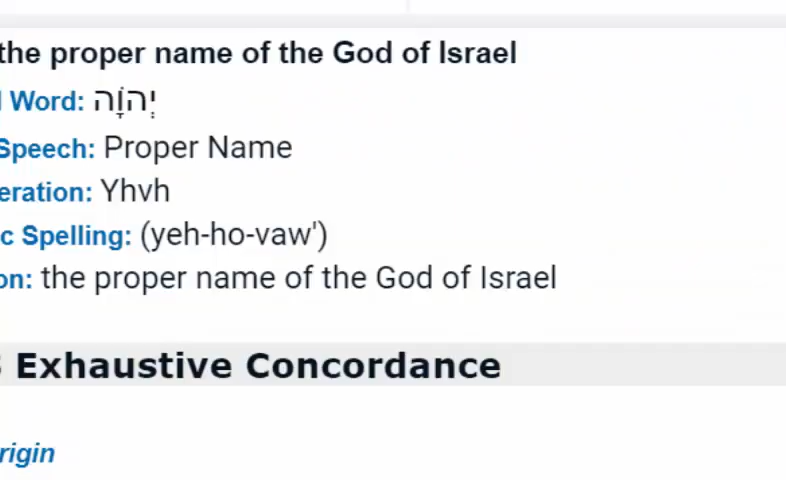 the proper name of the God of Israel
Word: יְהֹוָה
Speech: Proper Name
eration: Yhvh
c Spelling: (yeh-ho-vaw')
on: the proper name of the God of Israel
Exhaustive Concordance
rigin